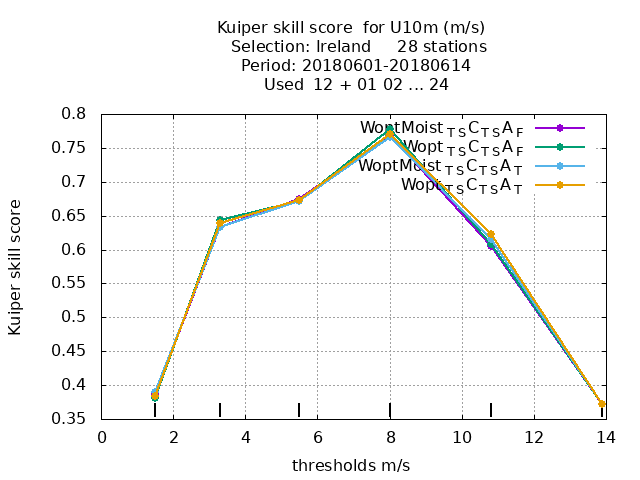 Kuiper skill score  for U10m (m/s)
Selection: Ireland     28 stations
Period: 20180601-20180614
Used  12 + 01 02 ... 24
WoptMoist TS C TS A F
Wopt TS C TS A F
WoptMoist TS C TS A T
Wopt TS C TS A T
Kuiper skill score
0.8
0.75
0.7
0.65
0.6
0.55
0.5
0.45
0.4
0.35
0 2 4 6 8 10 12 14
thresholds m/s